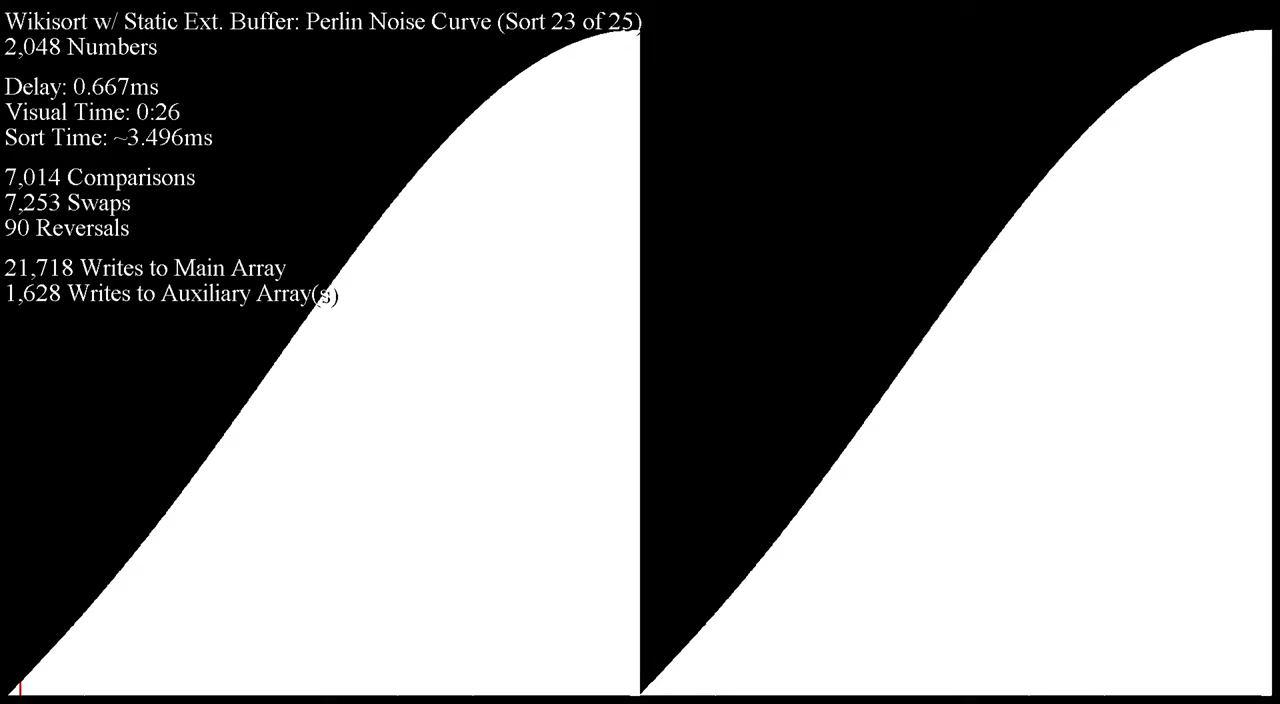 Wikisort w/ Static Ext. Buffer: Perlin Noise Curve (Sort 23 of 25)
2,048 Numbers
Delay: 0.667ms
Visual Time: 0:26
Sort Time: ~3.496ms
7,014 Comparisons
7,253 Swaps
90 Reversals
21,718 Writes to Main Array
1,628 Writes to Auxiliary Array(s)